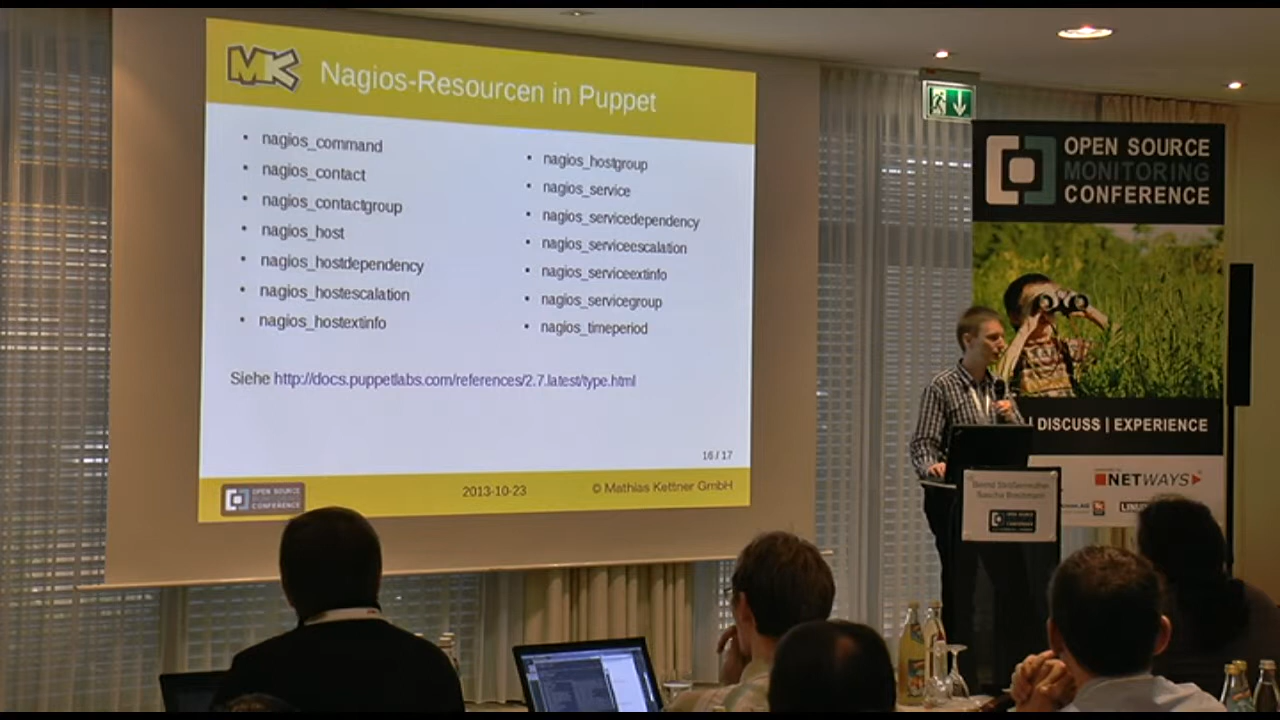 MK
Nagios-Resourcen in Puppet
• nagios_command
• nagios_contact
• nagios_contactgroup
• nagios_host
• nagios_hostdependency
• nagios_hostescalation
• nagios_hostextinfo
• nagios_hostgroup
• nagios_service
• nagios_servicedependency
• nagios_serviceescalation
• nagios_serviceextinfo
• nagios_servicegroup
• nagios_timeperiod
Siehe http://docs.puppetlabs.com/references/2.7.latest/type.html
16 / 17
OPEN SOURCE
MONITORING
CONFERENCE
2013-10-23
© Mathias Kettner GmbH
OPEN SOURCE
MONITORING
CONFERENCE
| DISCUSS | EXPERIENCE
NETWAYS
Bernd
Sascha